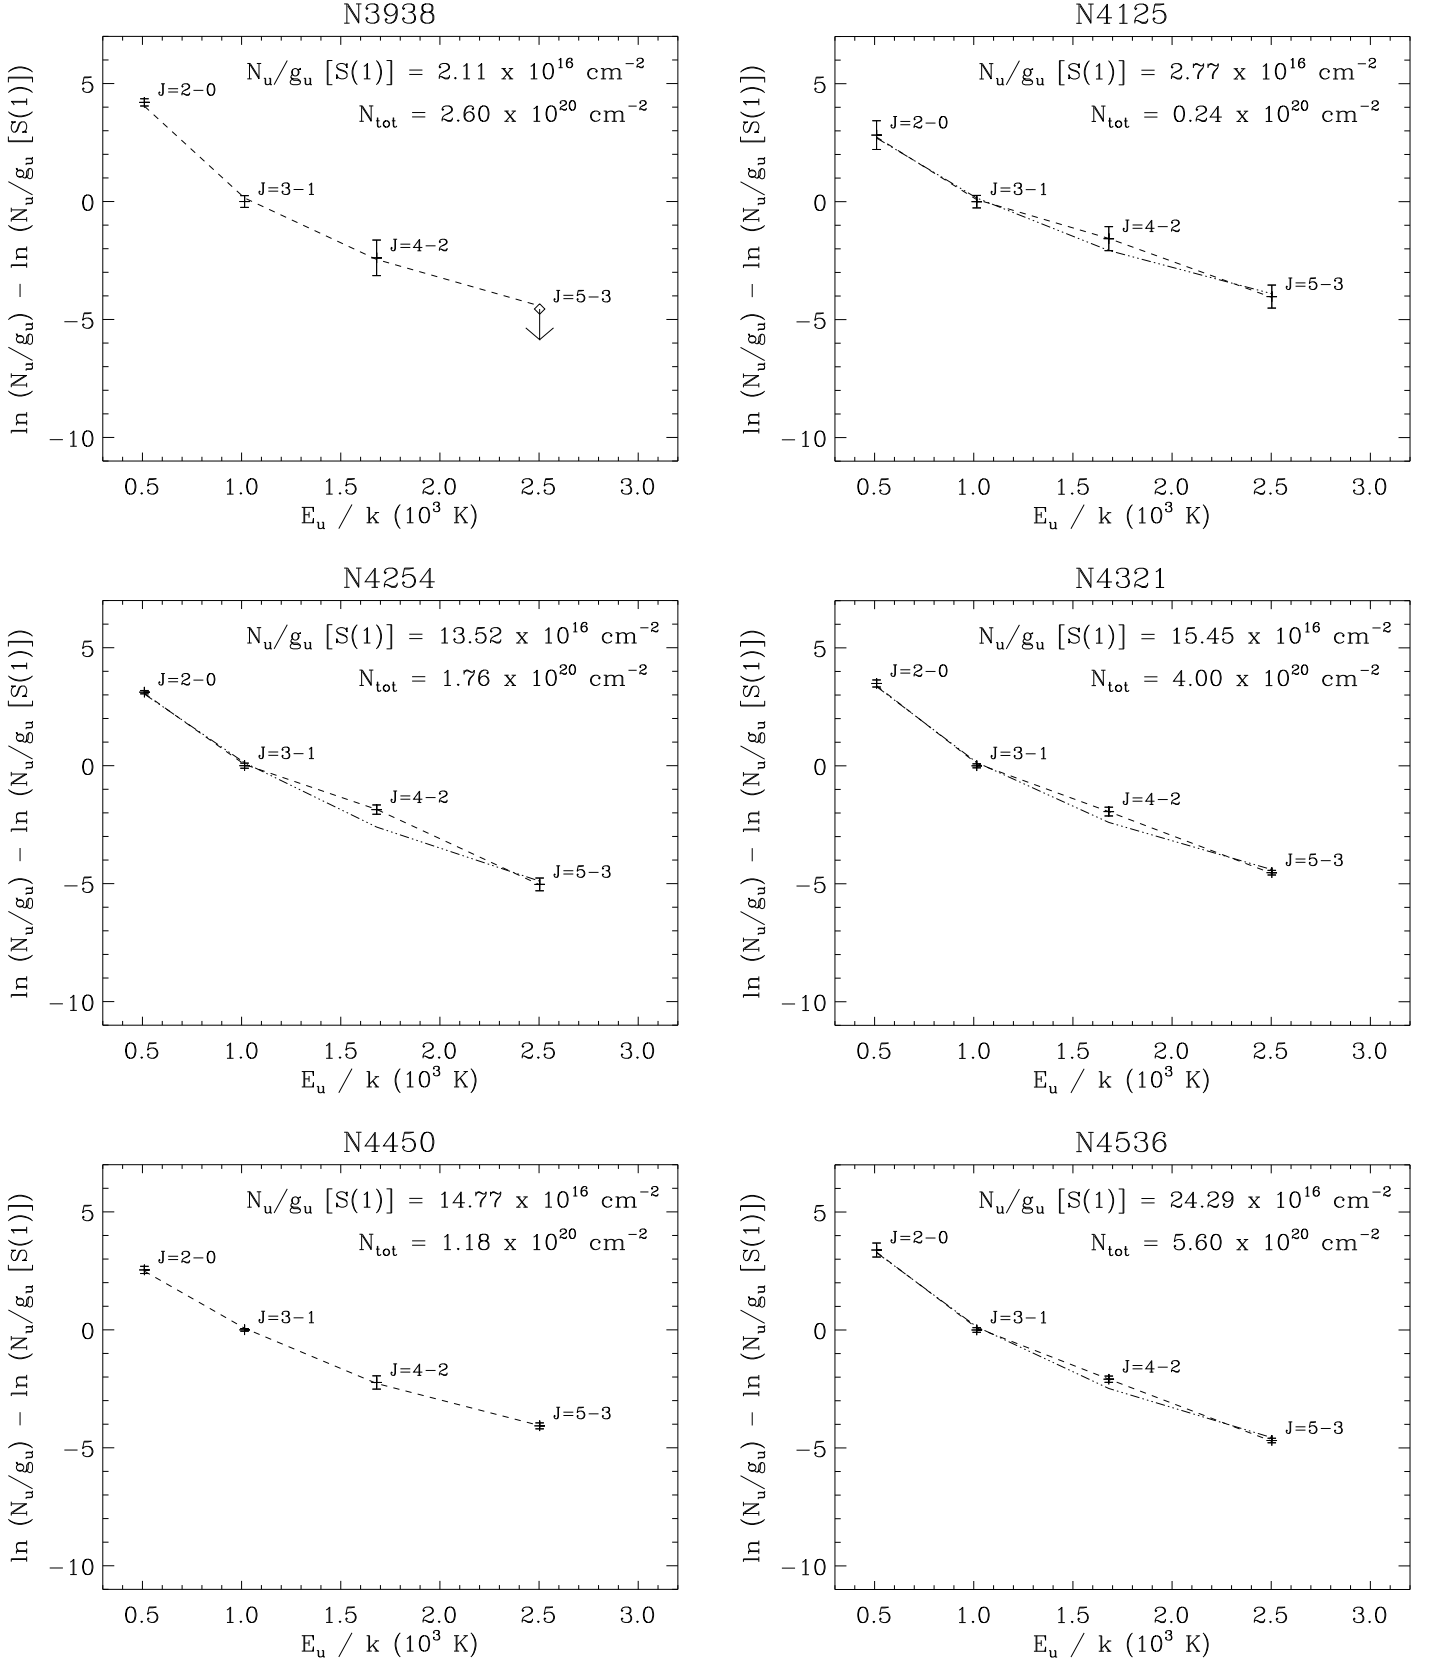 N3938
N_u/g_u [S(1)] = 2.11 x 10^16 cm^-2
N_tot = 2.60 x 10^20 cm^-2
J=2-0
J=3-1
J=4-2
J=5-3
5
0
-5
-10
ln (N_u/g_u) - ln (N_u/g_u [S(1)])
0.5 1.0 1.5 2.0 2.5 3.0
E_u / k (10^3 K)
N4125
N_u/g_u [S(1)] = 2.77 x 10^16 cm^-2
N_tot = 0.24 x 10^20 cm^-2
J=2-0
J=3-1
J=4-2
J=5-3
5
0
-5
-10
ln (N_u/g_u) - ln (N_u/g_u [S(1)])
0.5 1.0 1.5 2.0 2.5 3.0
E_u / k (10^3 K)
N4254
N_u/g_u [S(1)] = 13.52 x 10^16 cm^-2
N_tot = 1.76 x 10^20 cm^-2
J=2-0
J=3-1
J=4-2
J=5-3
5
0
-5
-10
ln (N_u/g_u) - ln (N_u/g_u [S(1)])
0.5 1.0 1.5 2.0 2.5 3.0
E_u / k (10^3 K)
N4321
N_u/g_u [S(1)] = 15.45 x 10^16 cm^-2
N_tot = 4.00 x 10^20 cm^-2
J=2-0
J=3-1
J=4-2
J=5-3
5
0
-5
-10
ln (N_u/g_u) - ln (N_u/g_u [S(1)])
0.5 1.0 1.5 2.0 2.5 3.0
E_u / k (10^3 K)
N4450
N_u/g_u [S(1)] = 14.77 x 10^16 cm^-2
N_tot = 1.18 x 10^20 cm^-2
J=2-0
J=3-1
J=4-2
J=5-3
5
0
-5
-10
ln (N_u/g_u) - ln (N_u/g_u [S(1)])
0.5 1.0 1.5 2.0 2.5 3.0
E_u / k (10^3 K)
N4536
N_u/g_u [S(1)] = 24.29 x 10^16 cm^-2
N_tot = 5.60 x 10^20 cm^-2
J=2-0
J=3-1
J=4-2
J=5-3
5
0
-5
-10
ln (N_u/g_u) - ln (N_u/g_u [S(1)])
0.5 1.0 1.5 2.0 2.5 3.0
E_u / k (10^3 K)